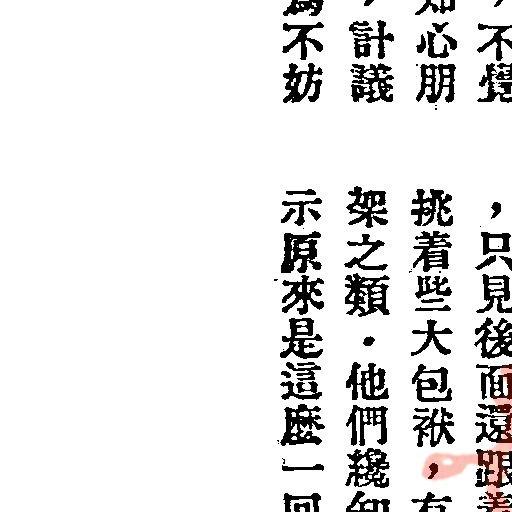 ，不覺
知心朋
，計議
為不妨
，只見後面還跟着
挑着些大包袱，有
架之類．他們纔知
示原來是這麼一回